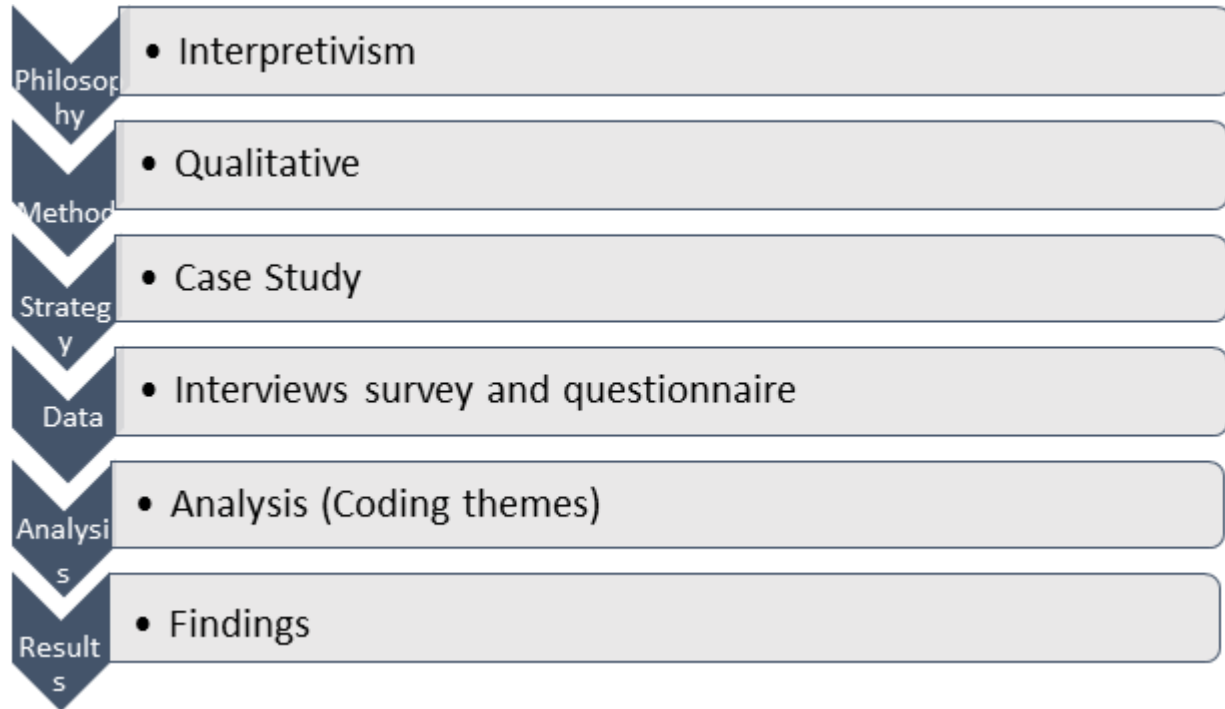 • Interpretivism
Philosop
hy
• Qualitative
Method
• Case Study
Strateg
y
• Interviews survey and questionnaire
Data
• Analysis (Coding themes)
Analysi
s
• Findings
Result
s